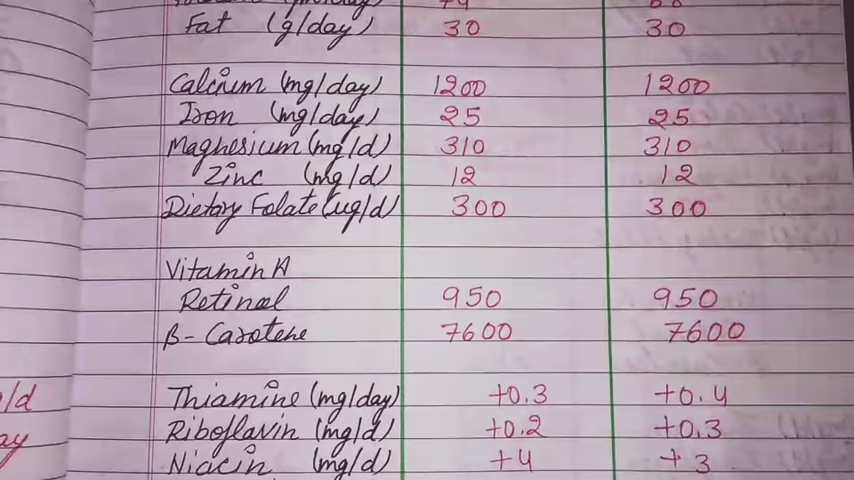 Fat (g/day) 30 30
Calcium (mg/day) 1200 1200
Iron (mg/day) 25 25
Magnesium (mg/d) 310 310
Zinc (mg/d) 12 12
Dietary Folate (ug/d) 300 300
Vitamin A
Retinol 950 950
β-Carotene 7600 7600
g/d Thiamine (mg/day) +0.3 +0.4
ay Riboflavin (mg/d) +0.2 +0.3
Niacin (mg/d) +4 +3